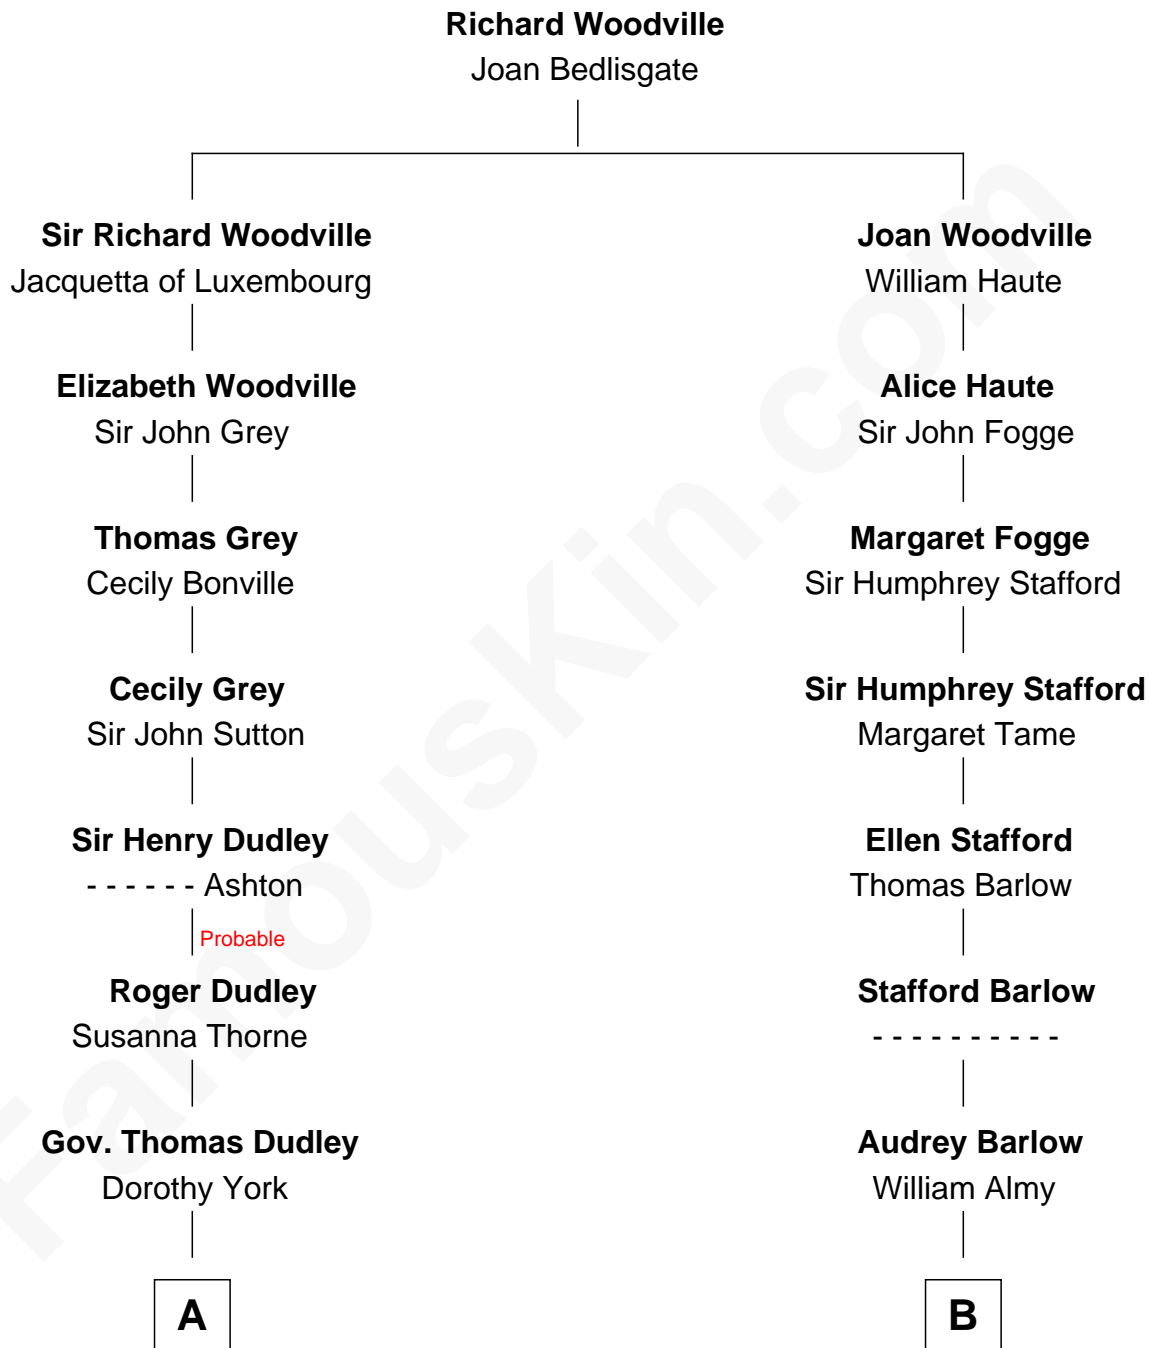 Richard Woodville
Joan Bedlisgate
Sir Richard Woodville
Jacquetta of Luxembourg
Elizabeth Woodville
Sir John Grey
Thomas Grey
Cecily Bonville
Cecily Grey
Sir John Sutton
Sir Henry Dudley
- - - - - - Ashton
Probable
Roger Dudley
Susanna Thorne
Gov. Thomas Dudley
Dorothy York
A
Joan Woodville
William Haute
Alice Haute
Sir John Fogge
Margaret Fogge
Sir Humphrey Stafford
Sir Humphrey Stafford
Margaret Tame
Ellen Stafford
Thomas Barlow
Stafford Barlow
- - - - - - - - - -
Audrey Barlow
William Almy
B
FamousKin.com